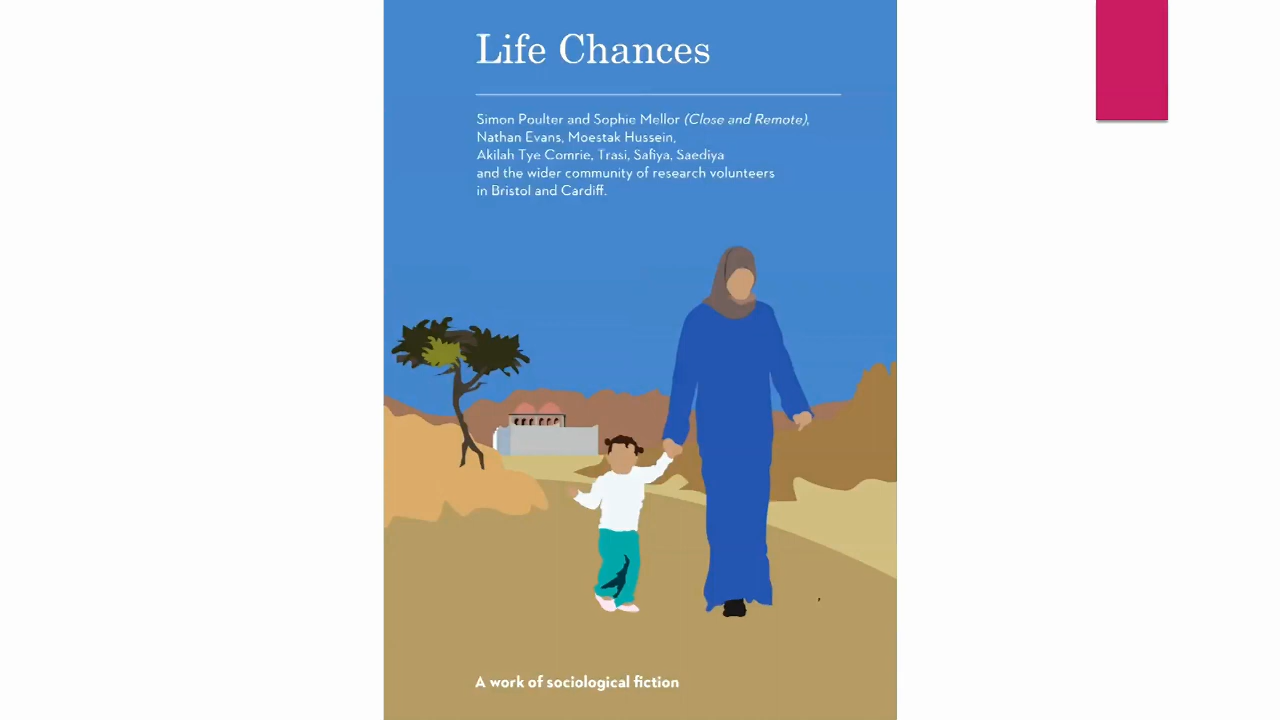 Life Chances
Simon Poulter and Sophie Mellor (Close and Remote),
Nathan Evans, Moestak Hussein,
Akilah Tye Comrie, Trasi, Safiya, Saediya
and the wider community of research volunteers
in Bristol and Cardiff.
A work of sociological fiction